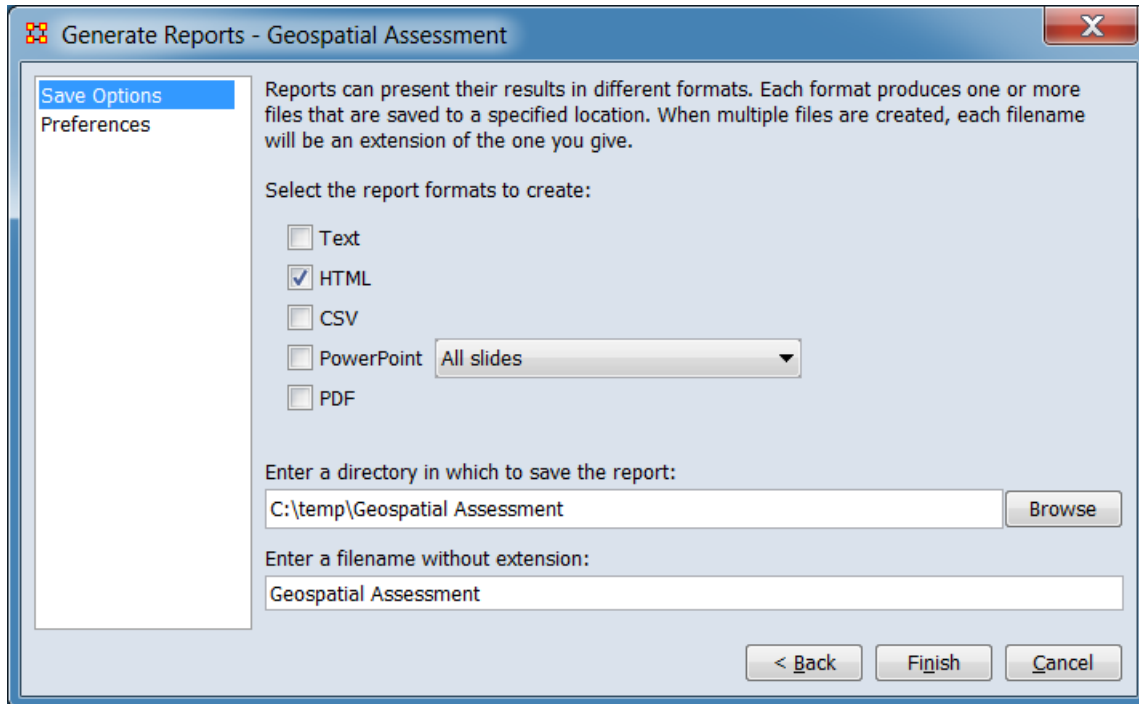 Generate Reports - Geospatial Assessment
X
Save Options
Preferences
Reports can present their results in different formats. Each format produces one or more
files that are saved to a specified location. When multiple files are created, each filename
will be an extension of the one you give.
Select the report formats to create:
Text
HTML
CSV
PowerPoint All slides
PDF
Enter a directory in which to save the report:
C:\temp\Geospatial Assessment Browse
Enter a filename without extension:
Geospatial Assessment
< Back Finish Cancel